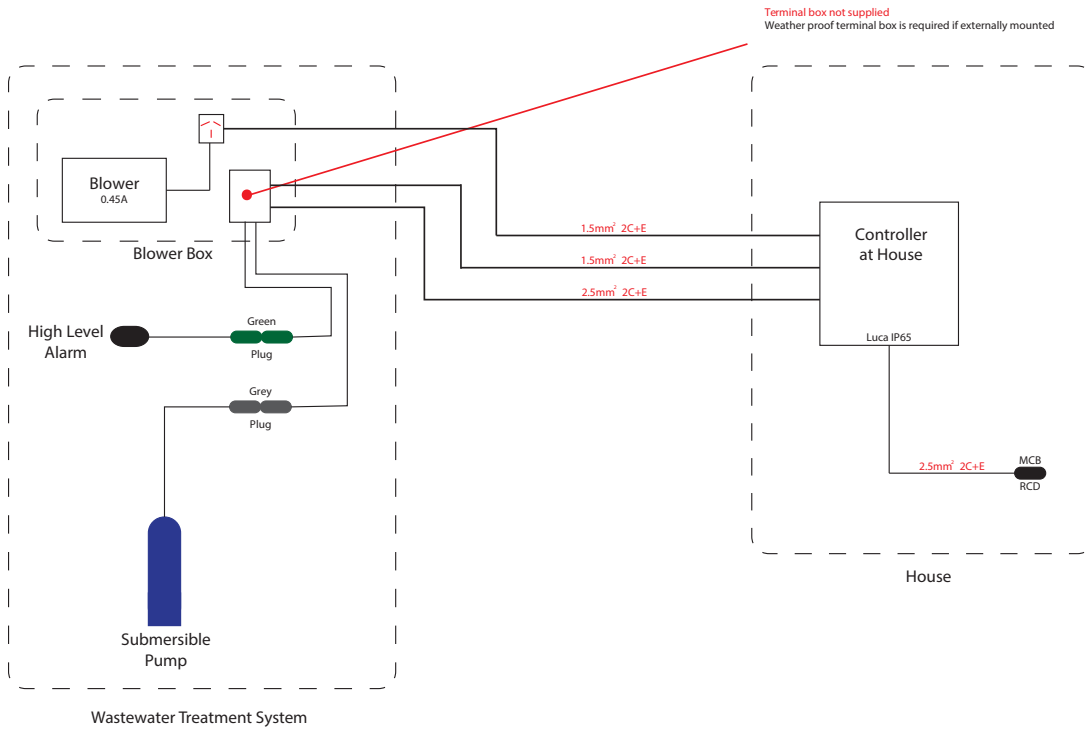 Terminal box not supplied
Weather proof terminal box is required if externally mounted
Blower
0.45A
Blower Box
1.5mm² 2C+E
1.5mm² 2C+E
2.5mm² 2C+E
Controller
at House
Luca IP65
High Level
Alarm
Green
Plug
Grey
Plug
2.5mm² 2C+E
MCB
RCD
House
Submersible
Pump
Wastewater Treatment System